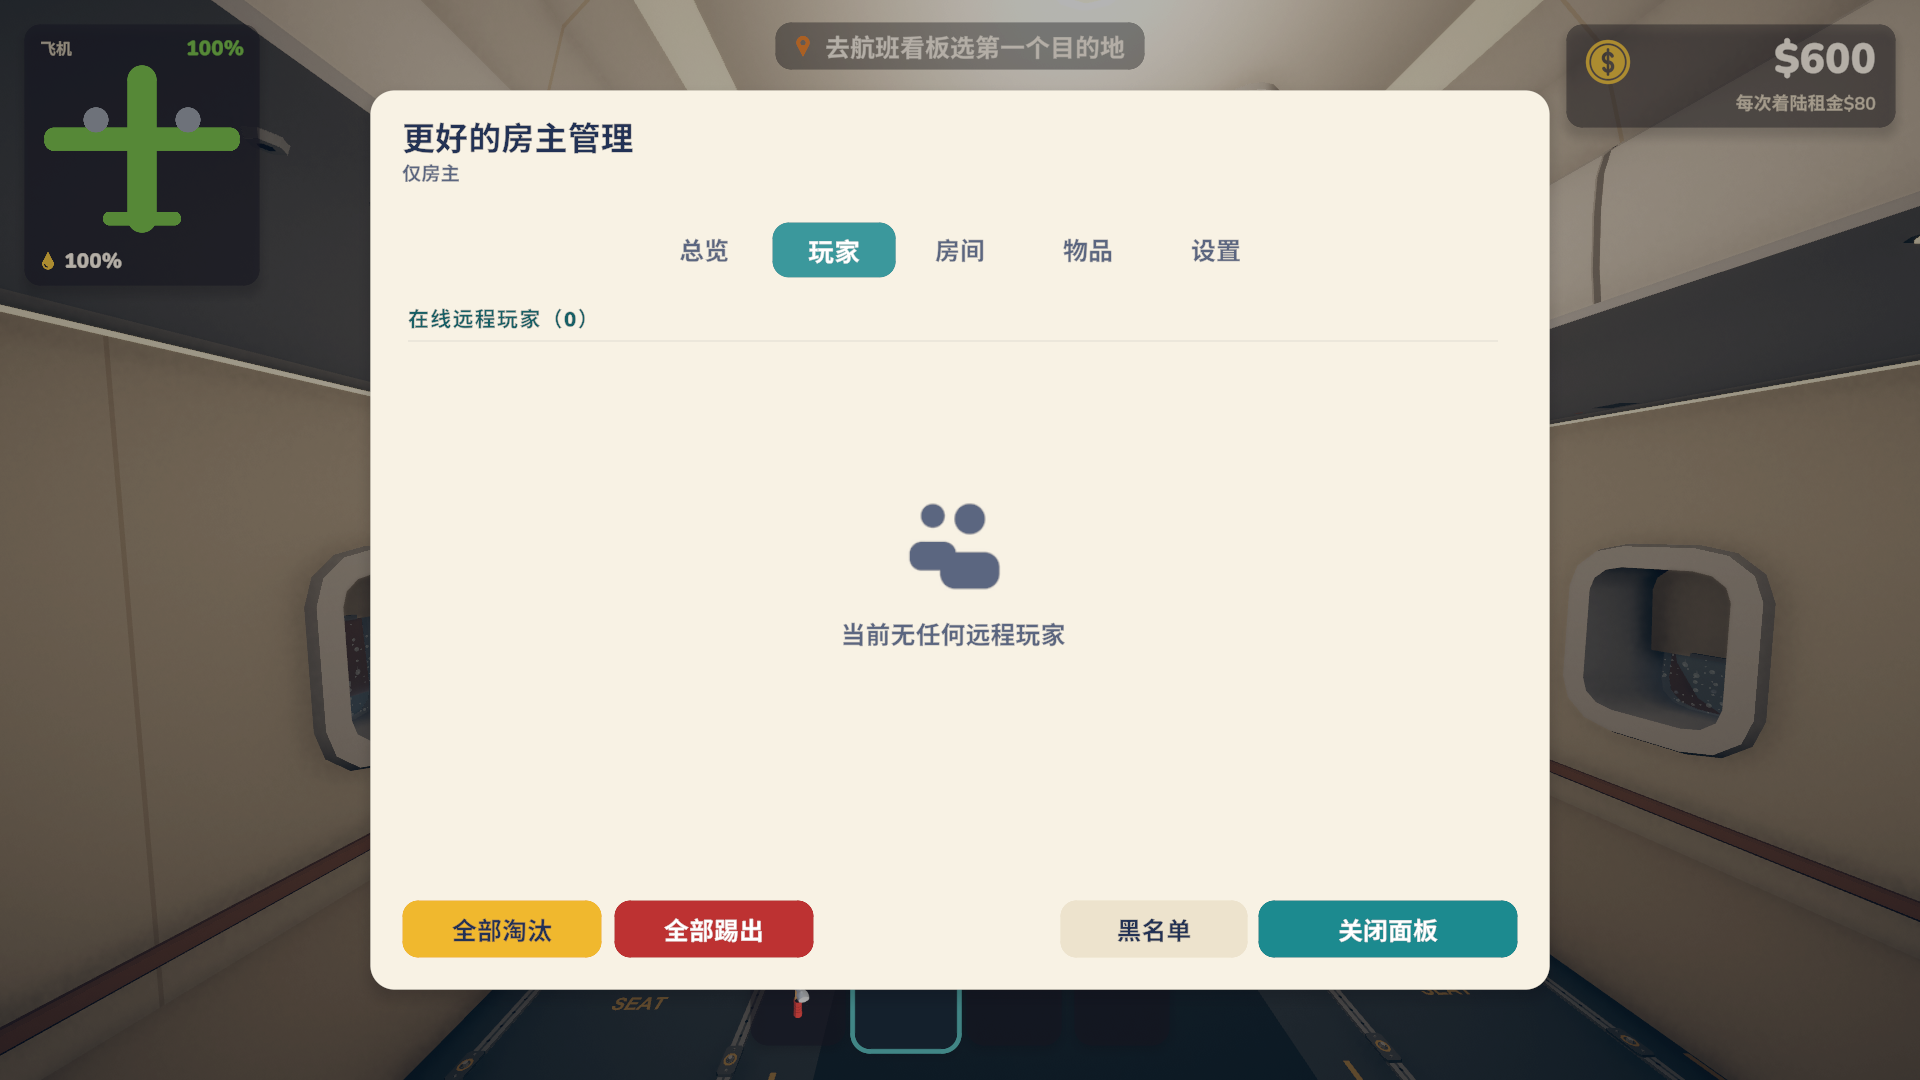 飞机
100%
100%
去航班看板选第一个目的地
$600
每次着陆租金$80
更好的房主管理
仅房主
总览
玩家
房间
物品
设置
在线远程玩家（0）
当前无任何远程玩家
全部淘汰
全部踢出
黑名单
关闭面板
SEAT